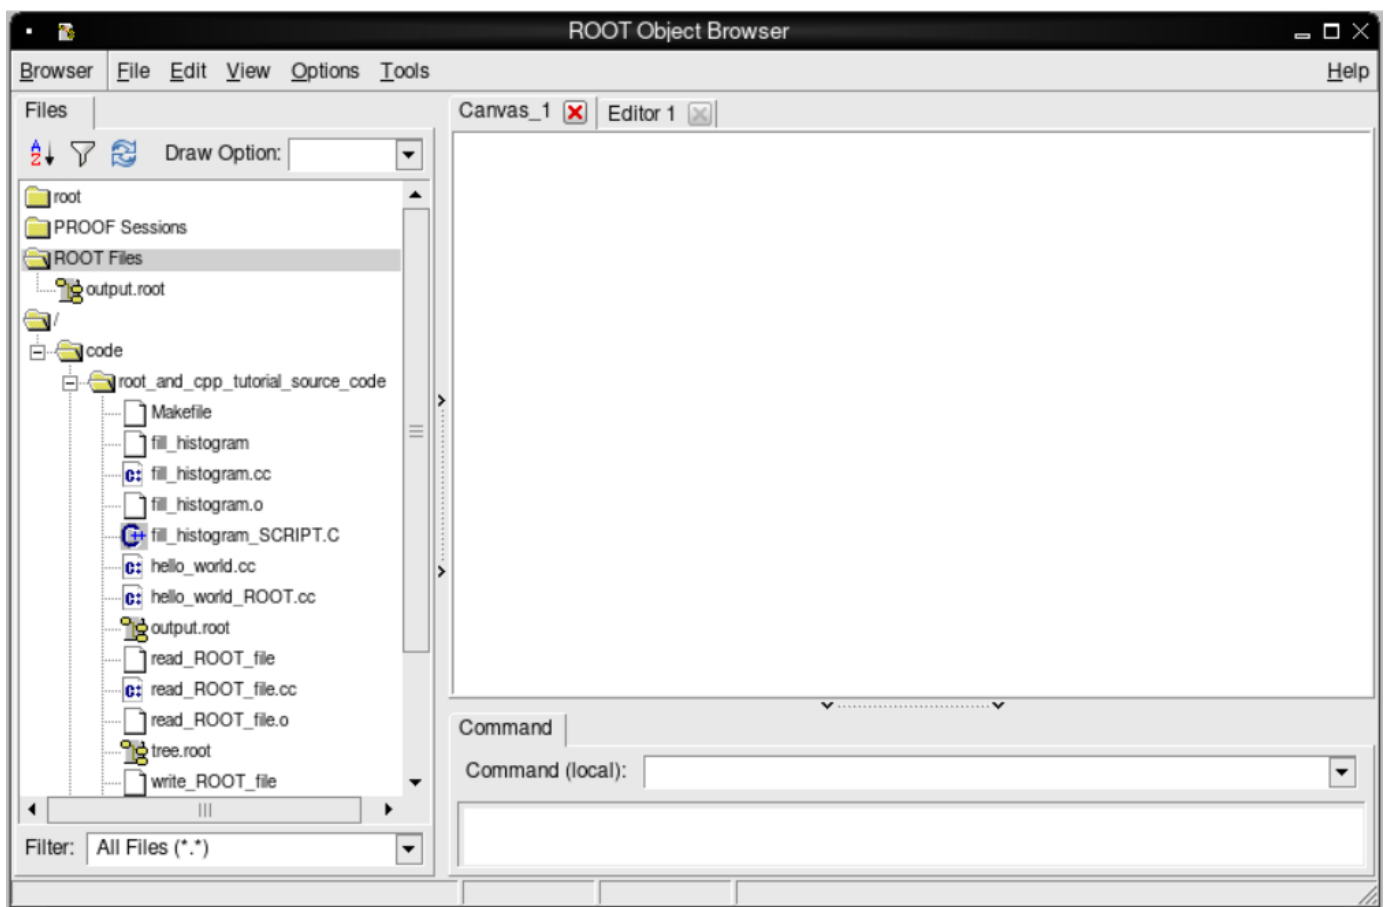 ROOT Object Browser
Browser File Edit View Options Tools Help
Files
Draw Option:
root
PROOF Sessions
ROOT Files
output.root
/
code
root_and_cpp_tutorial_source_code
Makefile
fill_histogram
fill_histogram.cc
fill_histogram.o
fill_histogram_SCRIPT.C
hello_world.cc
hello_world_ROOT.cc
output.root
read_ROOT_file
read_ROOT_file.cc
read_ROOT_file.o
tree.root
write_ROOT_file
Filter: All Files (*.*)
Canvas_1 Editor 1
Command
Command (local):